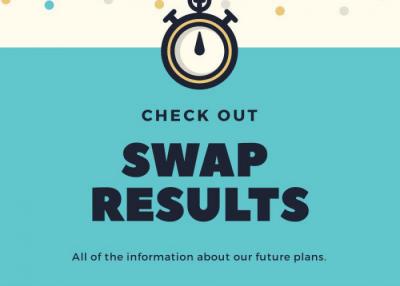 CHECK OUT
SWAP
RESULTS
All of the information about our future plans.